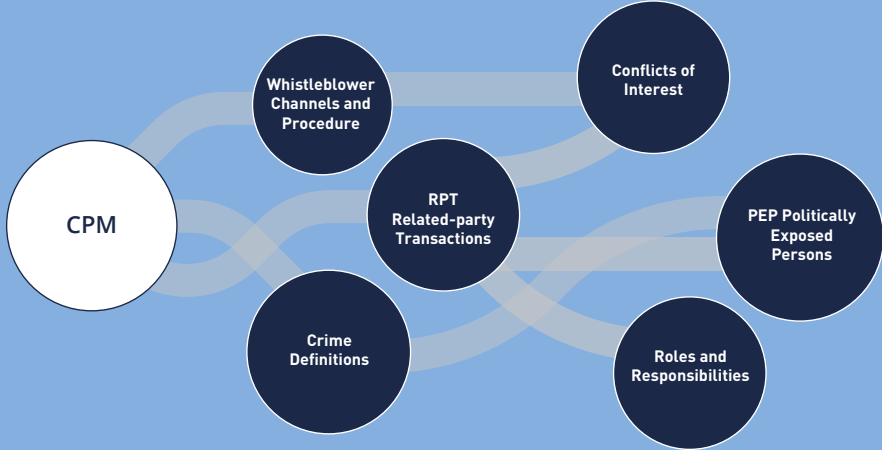 CPM
Whistleblower
Channels and
Procedure
Conflicts of
Interest
RPT
Related-party
Transactions
PEP Politically
Exposed
Persons
Crime
Definitions
Roles and
Responsibilities